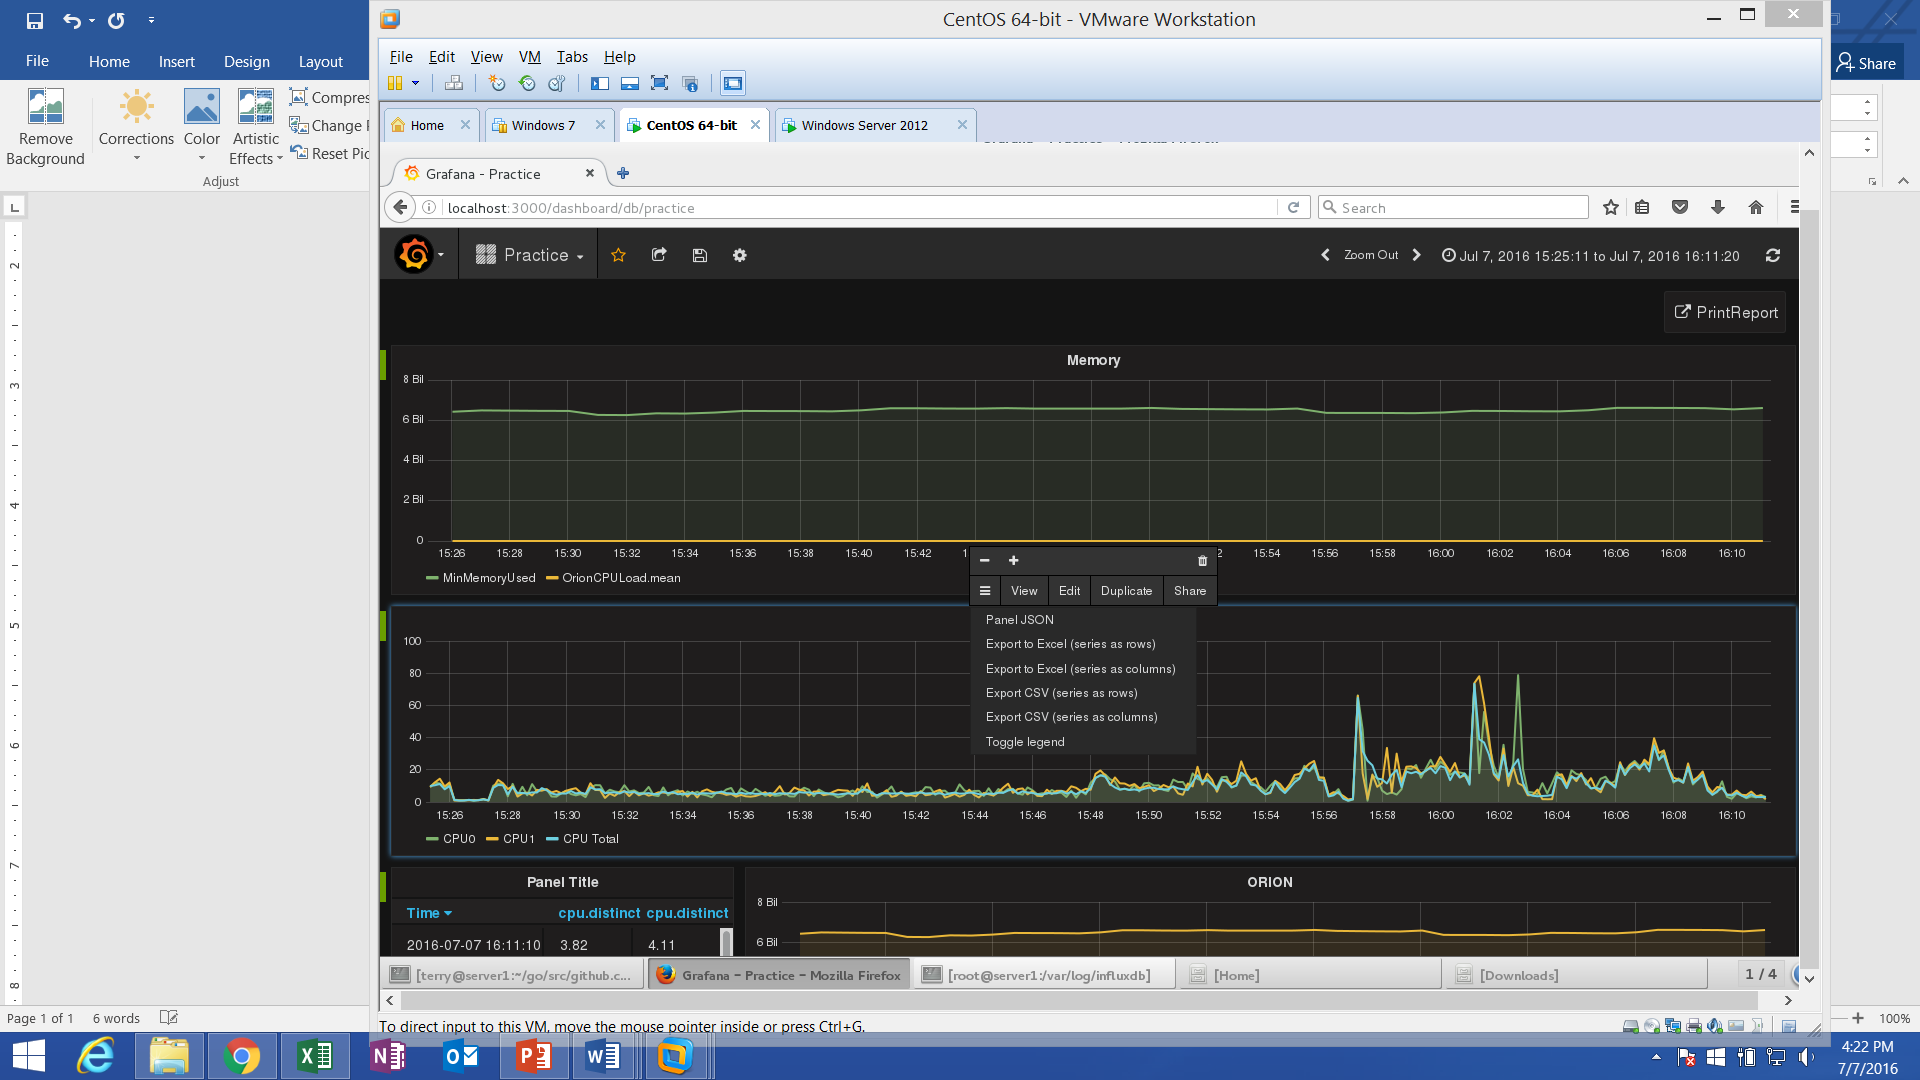 CentOS 64-bit - VMware Workstation
File Home Insert Design Layout
Share
File Edit View VM Tabs Help
Remove Background
Corrections
Color
Artistic Effects
Compres
Change
Reset Pic
Adjust
Home
Windows 7
CentOS 64-bit
Windows Server 2012
Grafana - Practice
localhost:3000/dashboard/db/practice
Search
Practice
Zoom Out
Jul 7, 2016 15:25:11 to Jul 7, 2016 16:11:20
PrintReport
Memory
8 Bil
6 Bil
4 Bil
2 Bil
0
15:26 15:28 15:30 15:32 15:34 15:36 15:38 15:40 15:42 15:54 15:56 15:58 16:00 16:02 16:04 16:06 16:08 16:10
MinMemoryUsed OrionCPULoad.mean
View Edit Duplicate Share
Panel JSON
Export to Excel (series as rows)
Export to Excel (series as columns)
Export CSV (series as rows)
Export CSV (series as columns)
Toggle legend
100
80
60
40
20
0
15:26 15:28 15:30 15:32 15:34 15:36 15:38 15:40 15:42 15:44 15:46 15:48 15:50 15:52 15:54 15:56 15:58 16:00 16:02 16:04 16:06 16:08 16:10
CPU0 CPU1 CPU Total
Panel Title
Time cpu.distinct cpu.distinct
2016-07-07 16:11:10 3.82 4.11
ORION
8 Bil
6 Bil
[terry@server1:~/go/src/github.c...
Grafana - Practice - Mozilla Firefox
[root@server1:/var/log/influxdb]
[Home]
[Downloads]
1 / 4
To direct input to this VM, move the mouse pointer inside or press Ctrl+G.
2
3
4
5
6
7
8
Page 1 of 1 6 words
100%
4:22 PM
7/7/2016